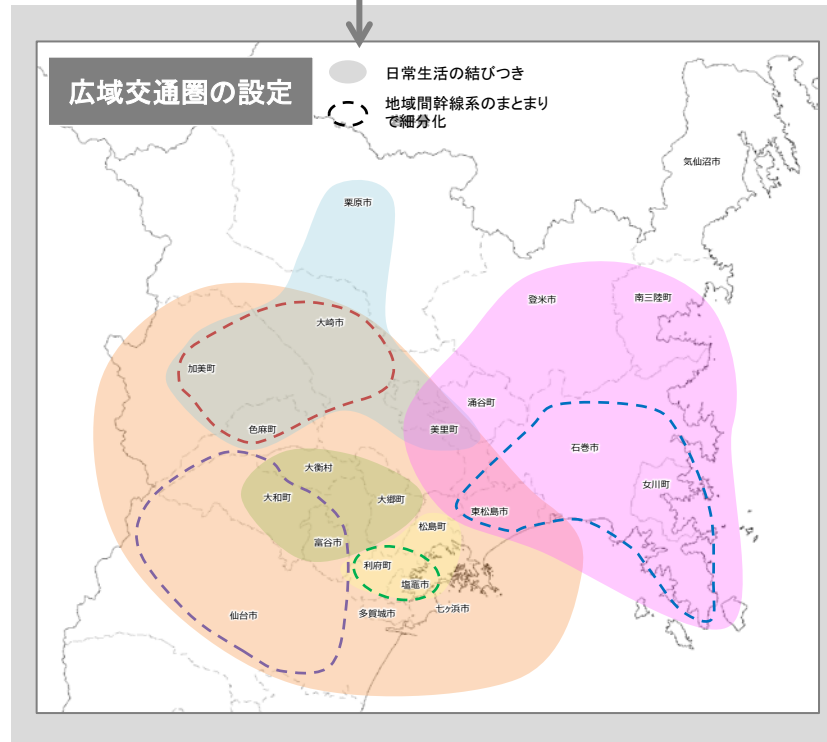 広域交通圏の設定
日常生活の結びつき
地域間幹線系のまとまり
で細分化
気仙沼市
栗原市
登米市
南三陸町
大崎市
加美町
涌谷町
美里町
色麻町
石巻市
大衡村
女川町
大和町
大郷町
東松島市
松島町
富谷市
利府町
塩竈市
仙台市
多賀城市
七ヶ浜市